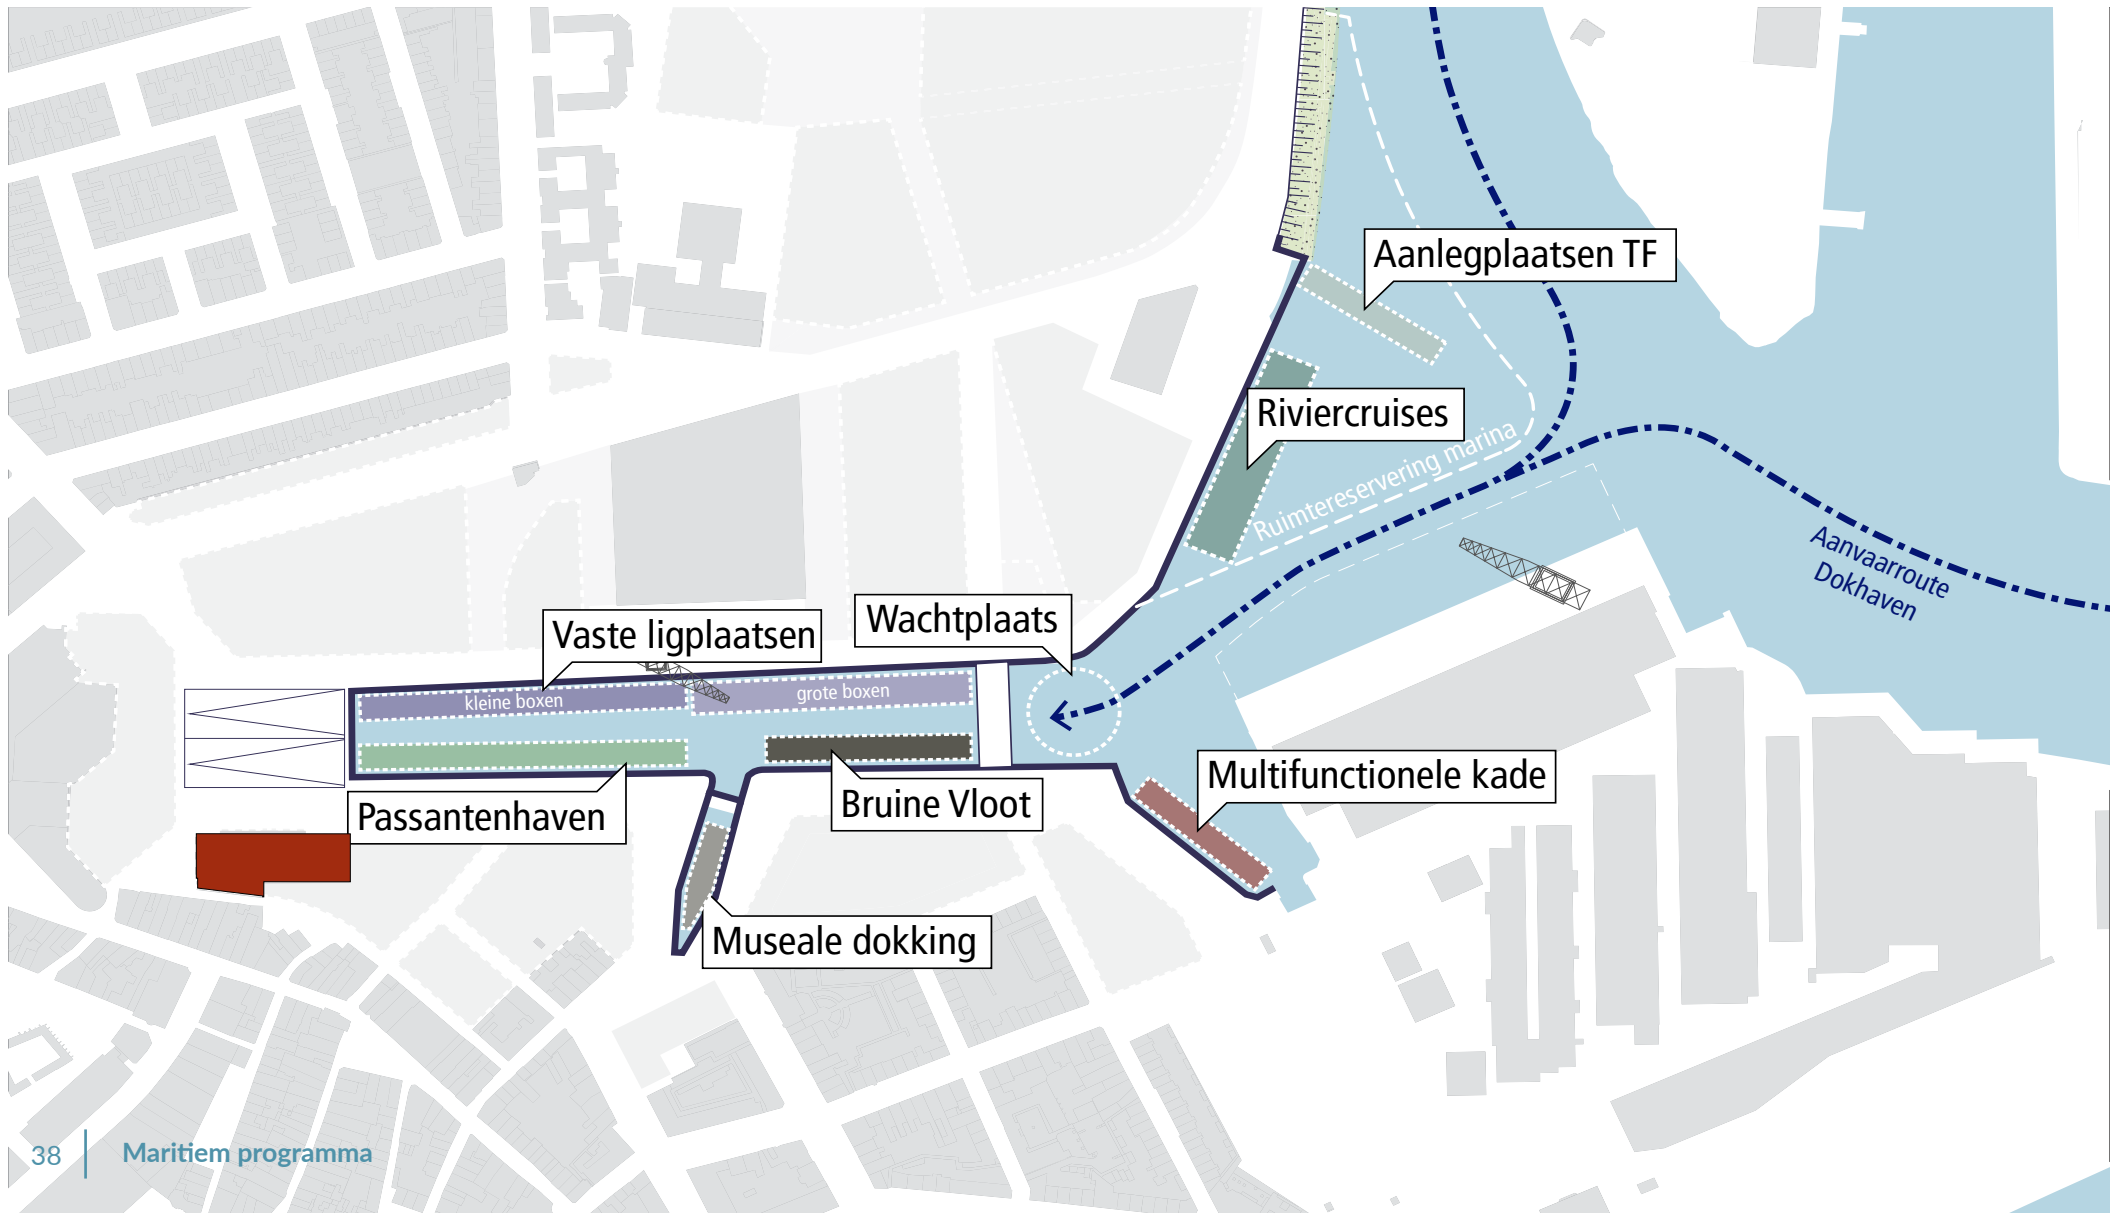 Aanlegplaatsen TF
Riviercruises
Ruimtereservering marina
Aanvaarroute
Dokhaven
Wachtplaats
Vaste ligplaatsen
kleine boxen
grote boxen
Multifunctionele kade
Bruine Vloot
Passantenhaven
Museale dokking
38
Maritiem programma